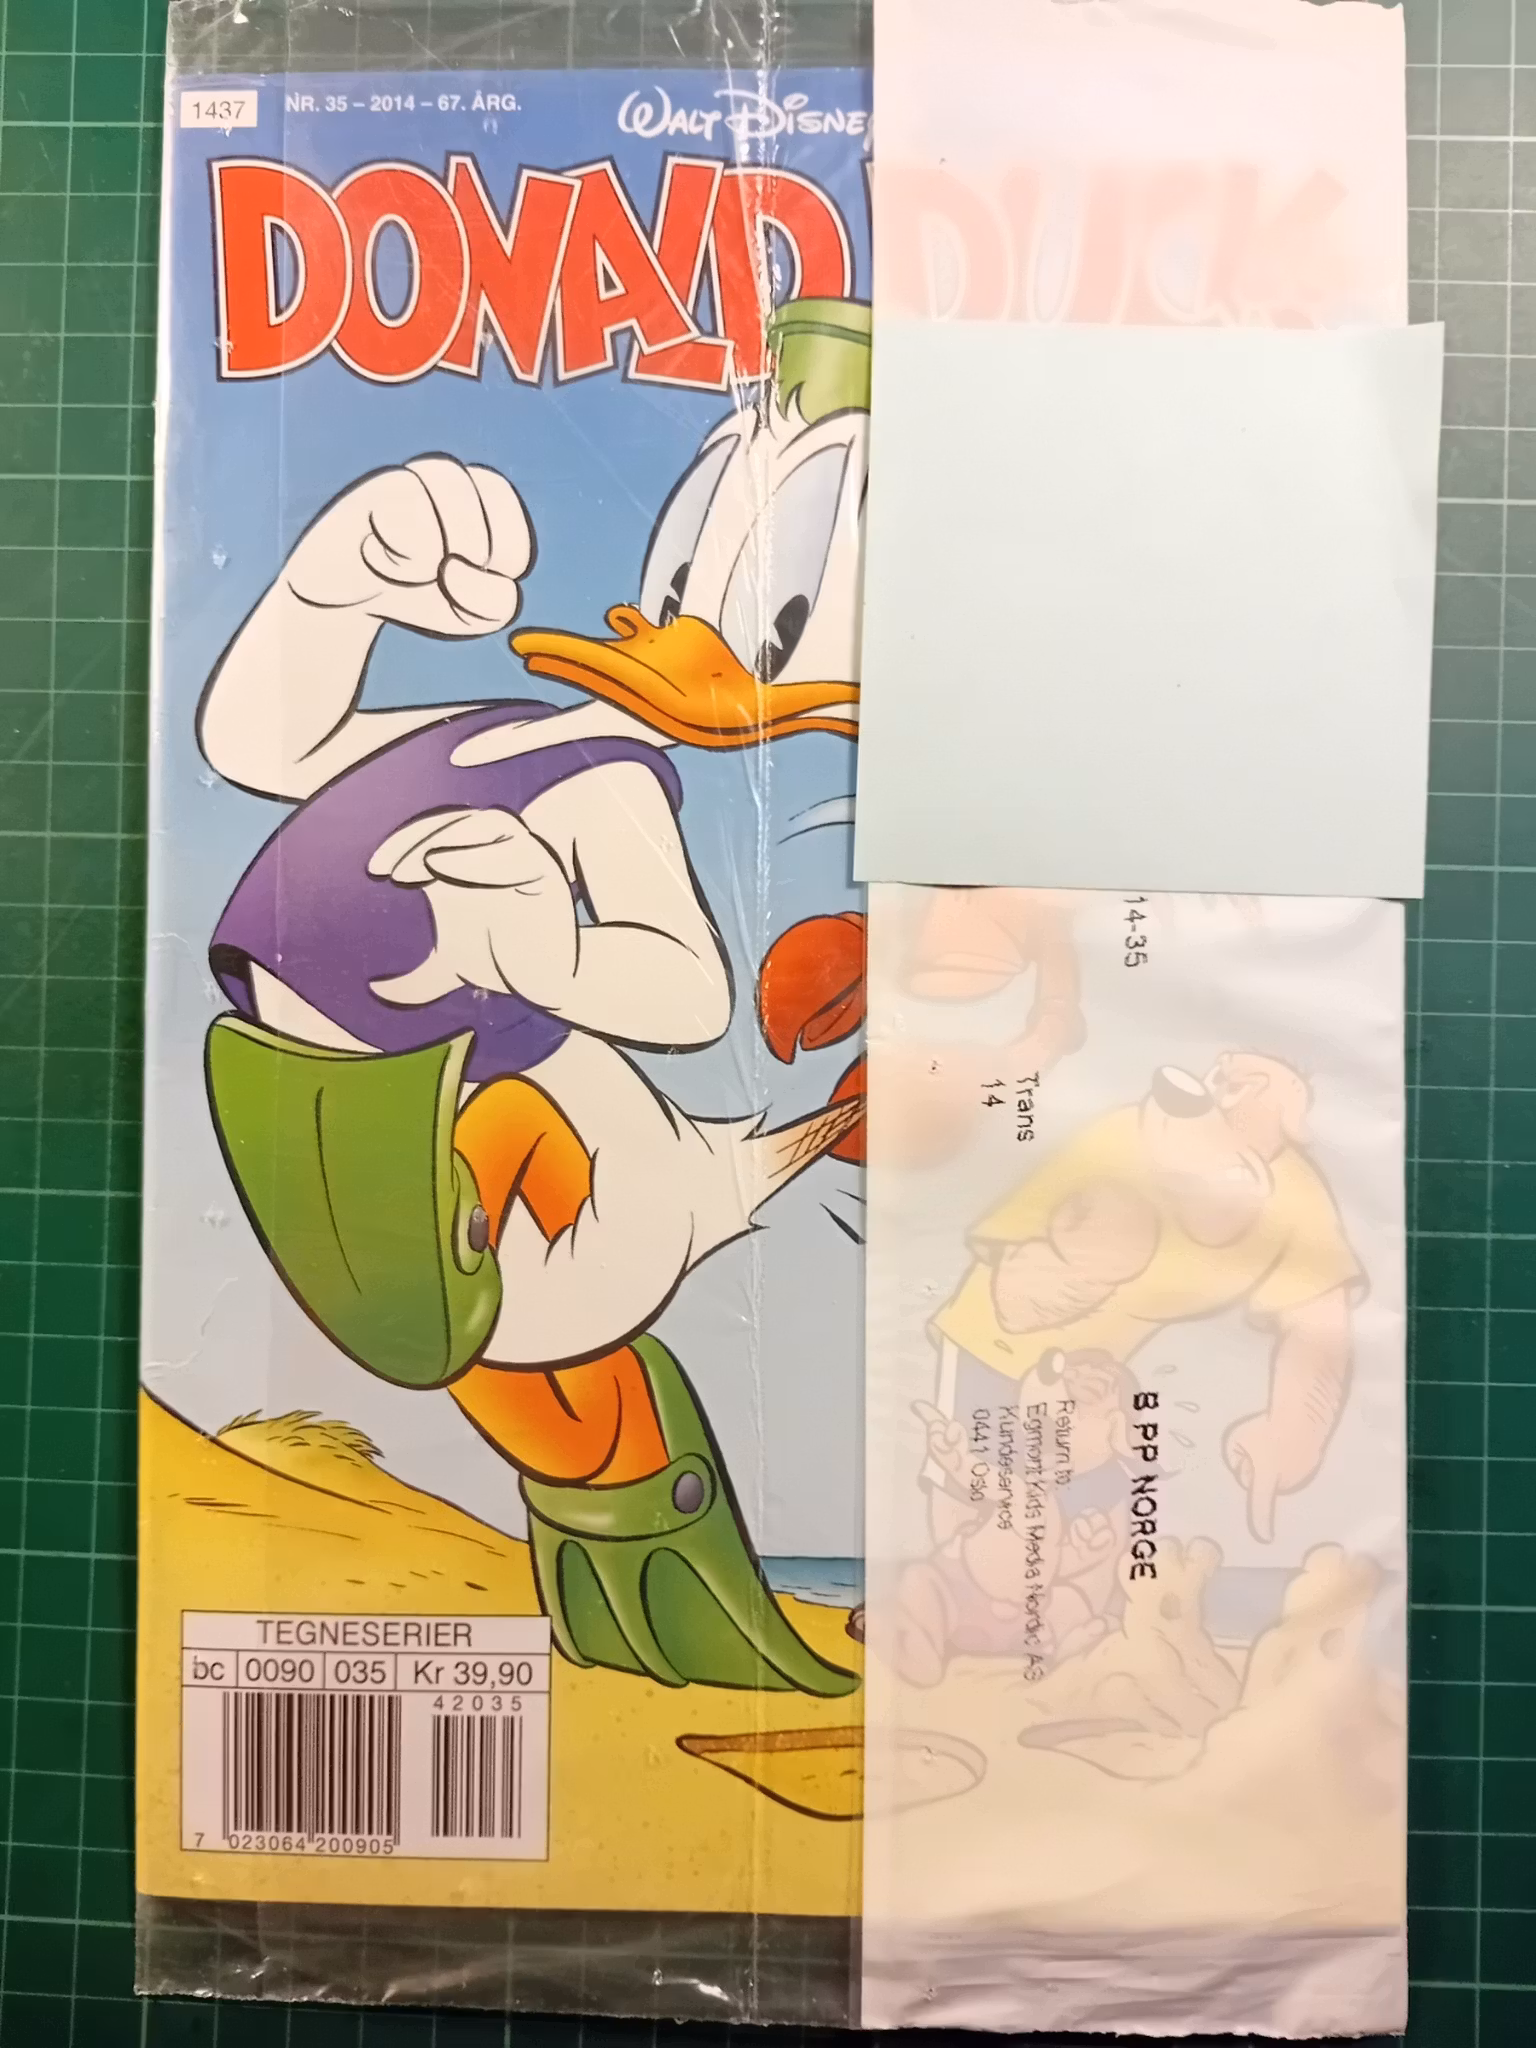 1437
NR. 35 – 2014 – 67. ÅRG.
WALT DISNEY
DONALD DUCK
14-35
Trans
14
B PP NORGE
Return to:
Egmont Kids Media Nordic AS
Kundeservice
0441 Oslo
TEGNESERIER
bc 0090 035 Kr 39,90
42035
7 023064 200905